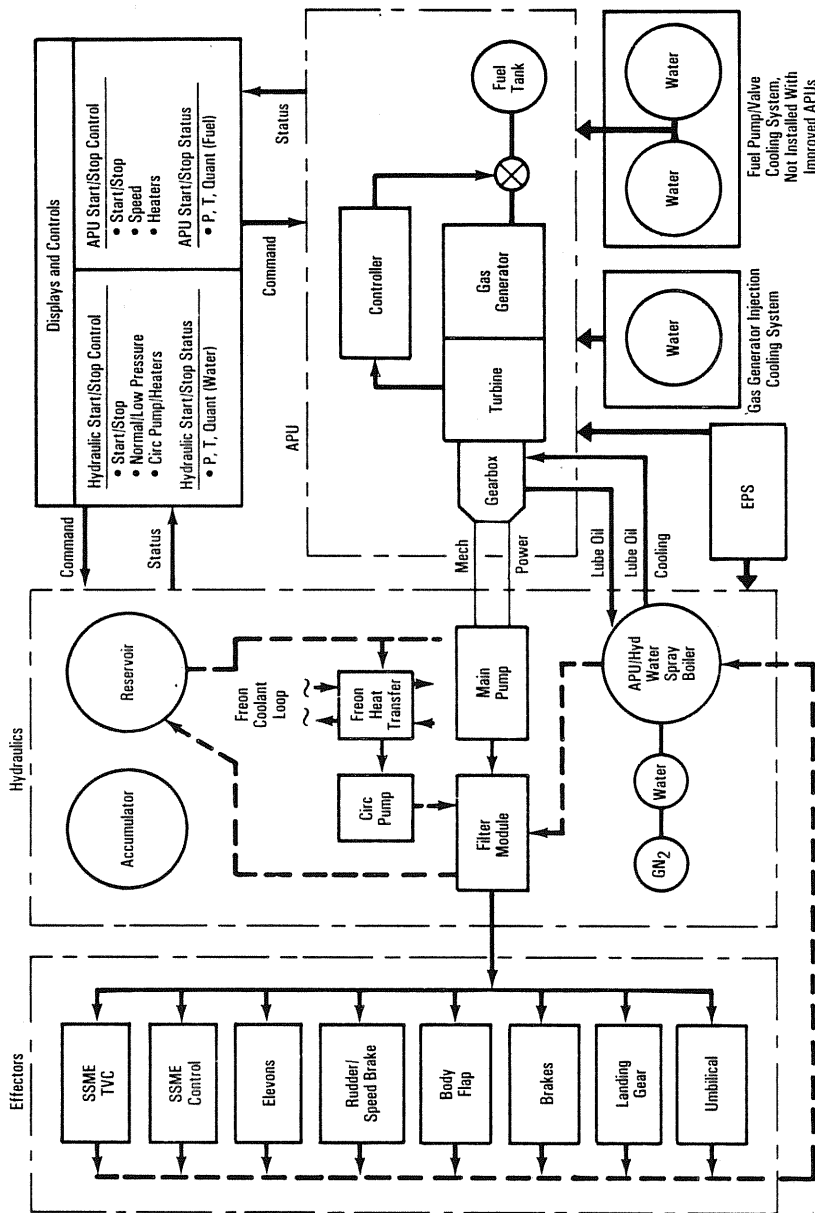 Displays and Controls
Hydraulic Start/Stop Control
• Start/Stop
• Normal/Low Pressure
• Circ Pump/Heaters
Hydraulic Start/Stop Status
• P, T, Quant (Water)
APU Start/Stop Control
• Start/Stop
• Speed
• Heaters
APU Start/Stop Status
• P, T, Quant (Fuel)
Command
Status
Command
Status
Effectors
SSME
TVC
SSME
Control
Elevons
Rudder/
Speed Brake
Body
Flap
Brakes
Landing
Gear
Umbilical
Hydraulics
Accumulator
Reservoir
Freon
Coolant
Loop
Freon
Heat
Transfer
Circ
Pump
Filter
Module
Main
Pump
GN2
Water
APU/Hyd
Water
Spray
Boiler
Mech
Power
Lube Oil
Lube Oil
Cooling
APU
Controller
Gearbox
Turbine
Gas
Generator
Fuel
Tank
EPS
Water
Gas Generator Injection
Cooling System
Water
Water
Fuel Pump/Valve
Cooling System,
Not Installed With
Improved APUs